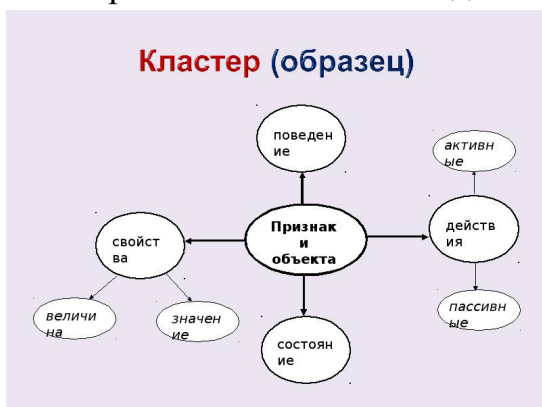 Кластер (образец)
поведен
ие
активн
ые
Признак
и
объекта
свойст
ва
действ
ия
величи
на
значен
ие
состоян
ие
пассивн
ые